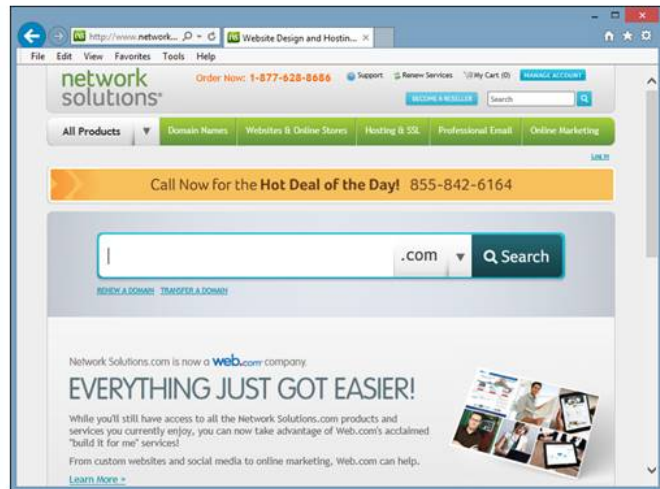 http://www.network...
Website Design and Hostin...
File Edit View Favorites Tools Help
network solutions®
Order Now: 1-877-628-8686
Support
Renew Services
My Cart (0)
MANAGE ACCOUNT
BECOME A RESELLER
Search
All Products
Domain Names
Websites & Online Stores
Hosting & SSL
Professional Email
Online Marketing
LOG IN
Call Now for the Hot Deal of the Day! 855-842-6164
.com
Search
RENEW A DOMAIN TRANSFER A DOMAIN
Network Solutions.com is now a web.com company.
EVERYTHING JUST GOT EASIER!
While you'll still have access to all the Network Solutions.com products and
services you currently enjoy, you can now take advantage of Web.com's acclaimed
"build it for me" services!
From custom websites and social media to online marketing, Web.com can help.
Learn More »